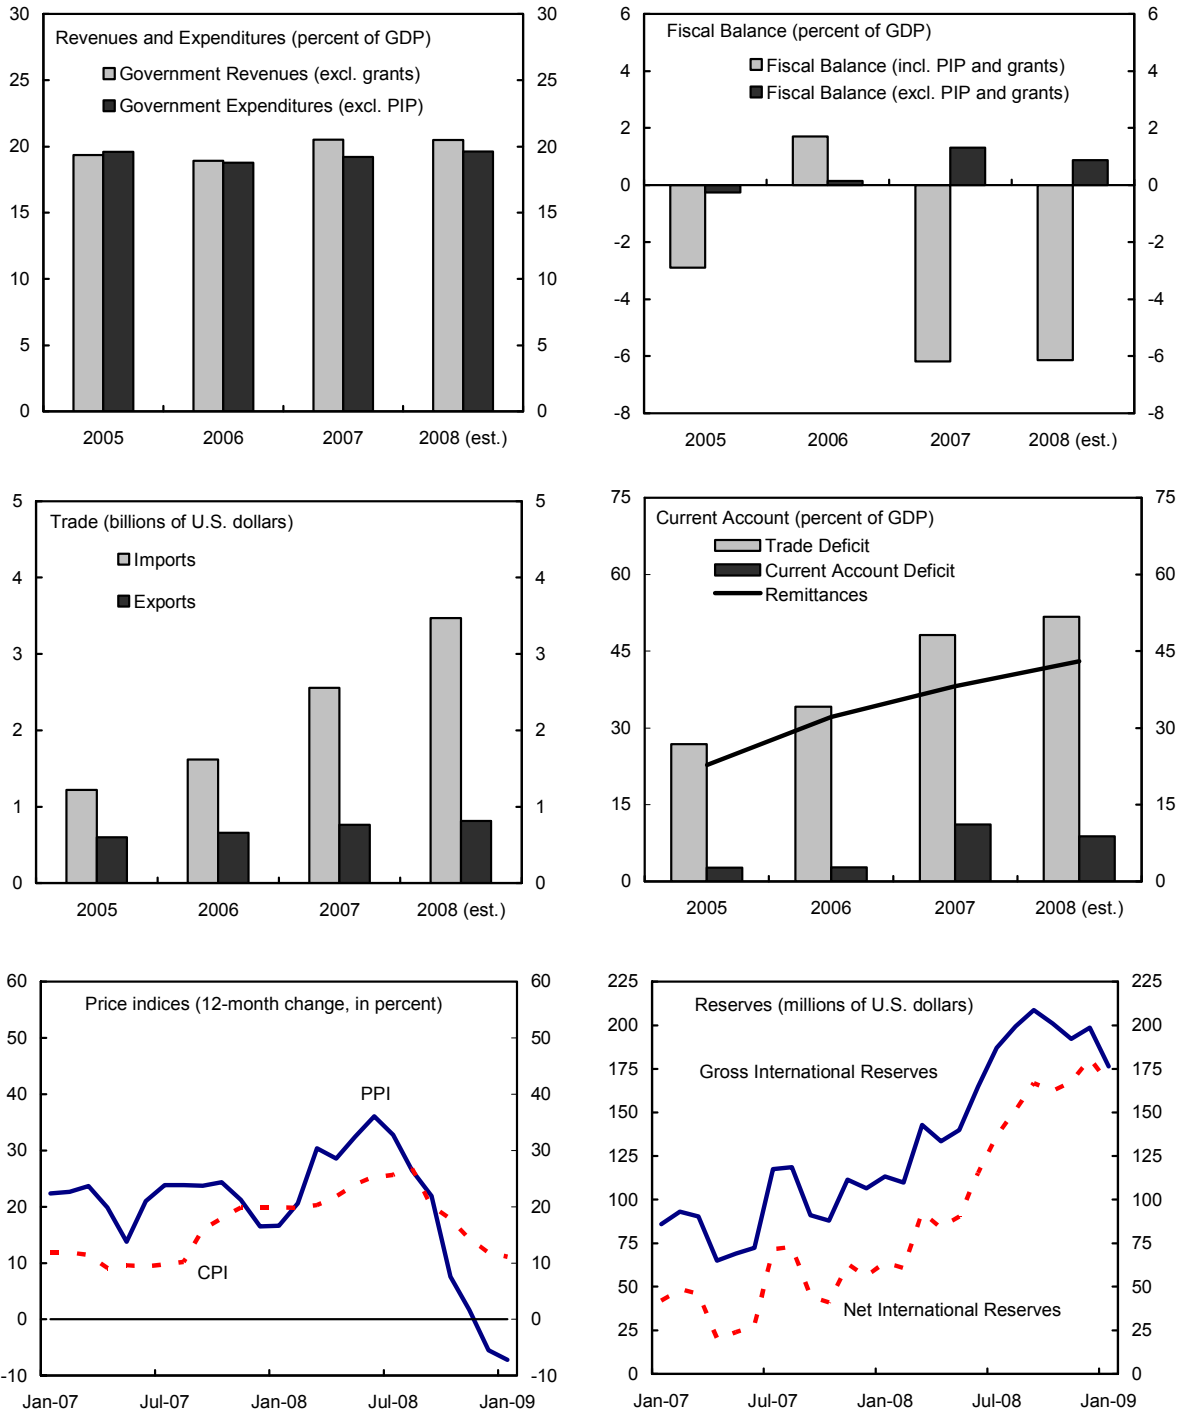 Revenues and Expenditures (percent of GDP)
Government Revenues (excl. grants)
Government Expenditures (excl. PIP)
30 30
25 25
20 20
15 15
10 10
5 5
0 0
2005 2006 2007 2008 (est.)
Fiscal Balance (percent of GDP)
Fiscal Balance (incl. PIP and grants)
Fiscal Balance (excl. PIP and grants)
6 6
4 4
2 2
0 0
-2 -2
-4 -4
-6 -6
-8 -8
2005 2006 2007 2008 (est.)
Trade (billions of U.S. dollars)
Imports
Exports
5 5
4 4
3 3
2 2
1 1
0 0
2005 2006 2007 2008 (est.)
Current Account (percent of GDP)
Trade Deficit
Current Account Deficit
Remittances
75 75
60 60
45 45
30 30
15 15
0 0
2005 2006 2007 2008 (est.)
Price indices (12-month change, in percent)
PPI
CPI
60 60
50 50
40 40
30 30
20 20
10 10
0 0
-10 -10
Jan-07 Jul-07 Jan-08 Jul-08 Jan-09
Reserves (millions of U.S. dollars)
Gross International Reserves
Net International Reserves
225 225
200 200
175 175
150 150
125 125
100 100
75 75
50 50
25 25
0 0
Jan-07 Jul-07 Jan-08 Jul-08 Jan-09